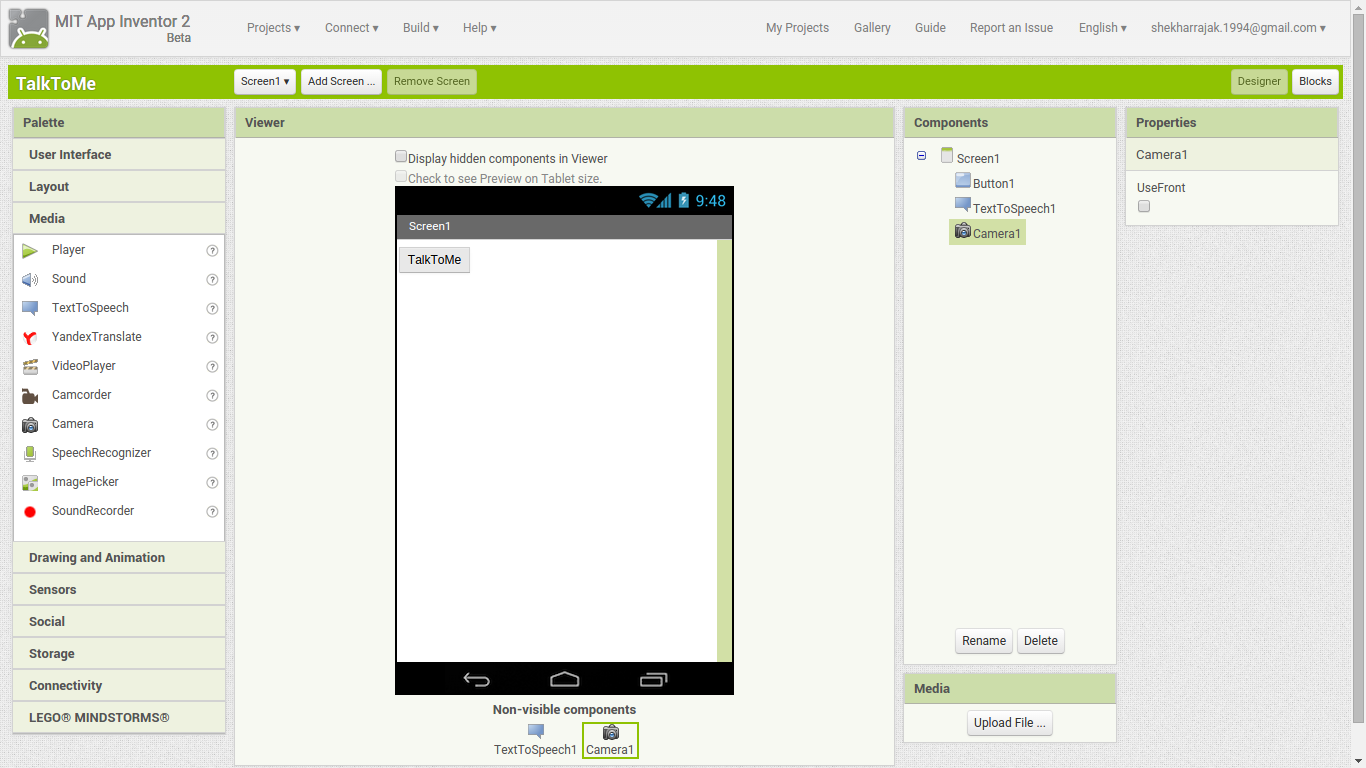 MIT App Inventor 2
Beta
Projects ▾ Connect ▾ Build ▾ Help ▾ My Projects Gallery Guide Report an Issue English ▾ shekharrajak.1994@gmail.com ▾
TalkToMe Screen1 ▾ Add Screen ... Remove Screen Designer Blocks
Palette
User Interface
Layout
Media
Player ?
Sound ?
TextToSpeech ?
YandexTranslate ?
VideoPlayer ?
Camcorder ?
Camera ?
SpeechRecognizer ?
ImagePicker ?
SoundRecorder ?
Drawing and Animation
Sensors
Social
Storage
Connectivity
LEGO® MINDSTORMS®
Viewer
Display hidden components in Viewer
Check to see Preview on Tablet size.
9:48
Screen1
TalkToMe
Non-visible components
TextToSpeech1 Camera1
Components
Screen1
Button1
TextToSpeech1
Camera1
Rename Delete
Media
Upload File ...
Properties
Camera1
UseFront